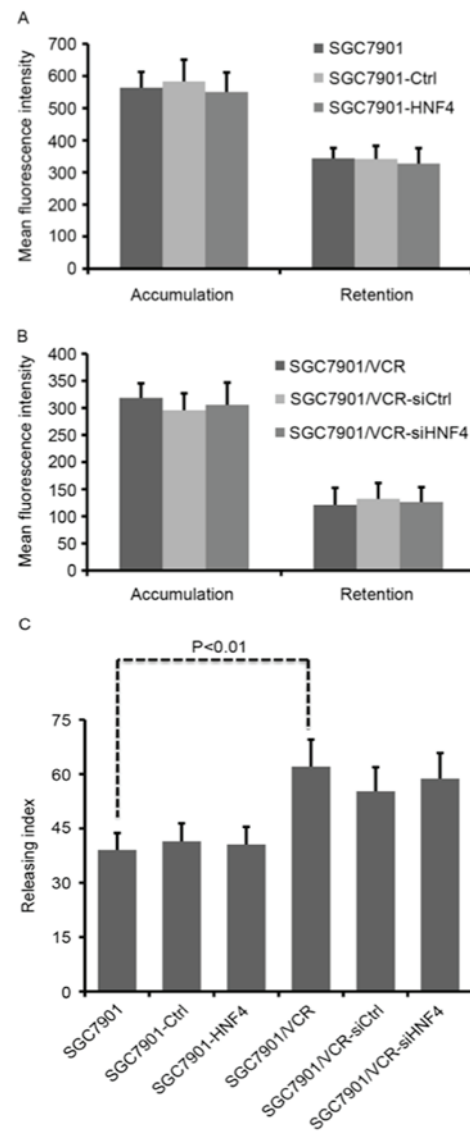 A
Mean fluorescence intensity
700
600
500
400
300
200
100
0
SGC7901
SGC7901-Ctrl
SGC7901-HNF4
Accumulation
Retention
B
Mean fluorescence intensity
400
350
300
250
200
150
100
50
0
SGC7901/VCR
SGC7901/VCR-siCtrl
SGC7901/VCR-siHNF4
Accumulation
Retention
C
P<0.01
Releasing index
75
60
45
30
15
0
SGC7901
SGC7901-Ctrl
SGC7901-HNF4
SGC7901/VCR
SGC7901/VCR-siCtrl
SGC7901/VCR-siHNF4